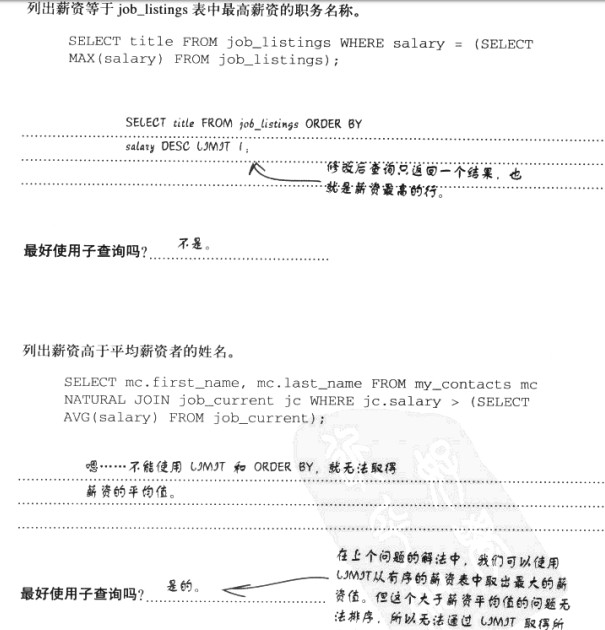 列出薪资等于 job_listings 表中最高薪资的职务名称。
SELECT title FROM job_listings WHERE salary = (SELECT
MAX(salary) FROM job_listings);
SELECT title FROM job_listings ORDER BY
salary DESC LIMIT 1;
修改后查询只返回一个结果，也
就是薪资最高的行。
最好使用子查询吗？ 不是。
列出薪资高于平均薪资者的姓名。
SELECT mc.first_name, mc.last_name FROM my_contacts mc
NATURAL JOIN job_current jc WHERE jc.salary > (SELECT
AVG(salary) FROM job_current);
嗯……不能使用 LIMIT 和 ORDER BY，就无法取得
薪资的平均值。
在上个问题的解法中，我们可以使用
LIMIT从有序的薪资表中取出最大的薪
最好使用子查询吗？ 是的。
资值。但这个大于薪资平均值的问题无
法排序，所以无法通过 LIMIT 取得所